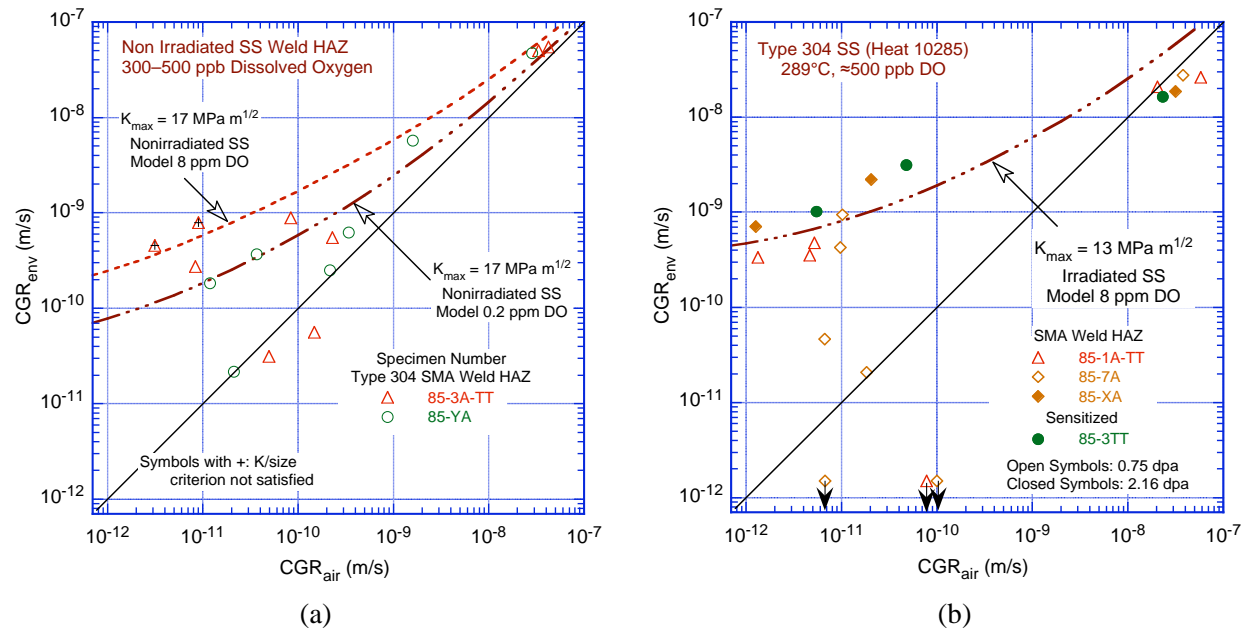 Non Irradiated SS Weld HAZ
300–500 ppb Dissolved Oxygen
K_max = 17 MPa m^1/2
Nonirradiated SS
Model 8 ppm DO
K_max = 17 MPa m^1/2
Nonirradiated SS
Model 0.2 ppm DO
Specimen Number
Type 304 SMA Weld HAZ
85-3A-TT
85-YA
Symbols with +: K/size
criterion not satisfied
10^-7
10^-8
10^-9
10^-10
10^-11
10^-12
CGR_env (m/s)
10^-12 10^-11 10^-10 10^-9 10^-8 10^-7
CGR_air (m/s)
(a)
Type 304 SS (Heat 10285)
289°C, ≈500 ppb DO
K_max = 13 MPa m^1/2
Irradiated SS
Model 8 ppm DO
SMA Weld HAZ
85-1A-TT
85-7A
85-XA
Sensitized
85-3TT
Open Symbols: 0.75 dpa
Closed Symbols: 2.16 dpa
10^-7
10^-8
10^-9
10^-10
10^-11
10^-12
CGR_env (m/s)
10^-12 10^-11 10^-10 10^-9 10^-8 10^-7
CGR_air (m/s)
(b)